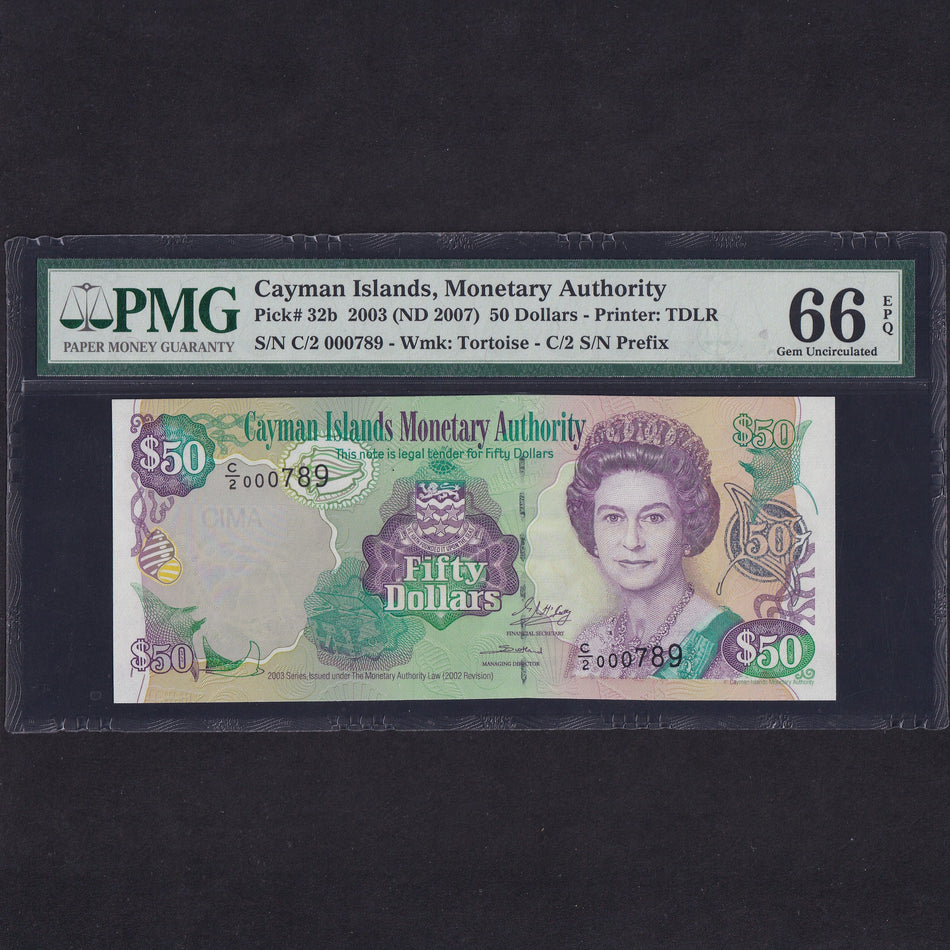 PMG
PAPER MONEY GUARANTY
Cayman Islands, Monetary Authority
Pick# 32b 2003 (ND 2007) 50 Dollars - Printer: TDLR
S/N C/2 000789 - Wmk: Tortoise - C/2 S/N Prefix
66 EPQ
Gem Uncirculated
Cayman Islands Monetary Authority
This note is legal tender for Fifty Dollars
$50
$50
C/2 000789
CIMA
50
Fifty
Dollars
FINANCIAL SECRETARY
MANAGING DIRECTOR
C/2 000789
$50
$50
2003 Series, Issued under The Monetary Authority Law (2002 Revision)
© Cayman Islands Monetary Authority